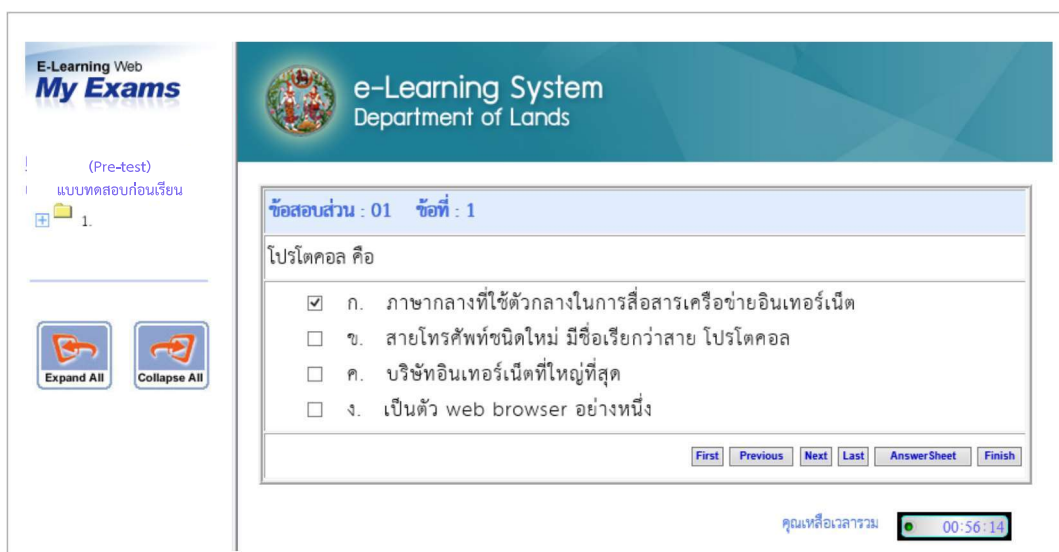 E-Learning Web
My Exams
(Pre-test)
แบบทดสอบก่อนเรียน
1.
Expand All
Collapse All
e-Learning System
Department of Lands
ข้อสอบส่วน : 01 ข้อที่ : 1
โปรโตคอล คือ
ก. ภาษากลางที่ใช้ตัวกลางในการสื่อสารเครือข่ายอินเทอร์เน็ต
ข. สายโทรศัพท์ชนิดใหม่ มีชื่อเรียกว่าสาย โปรโตคอล
ค. บริษัทอินเทอร์เน็ตที่ใหญ่ที่สุด
ง. เป็นตัว web browser อย่างหนึ่ง
First Previous Next Last AnswerSheet Finish
คุณเหลือเวลารวม 00:56:14